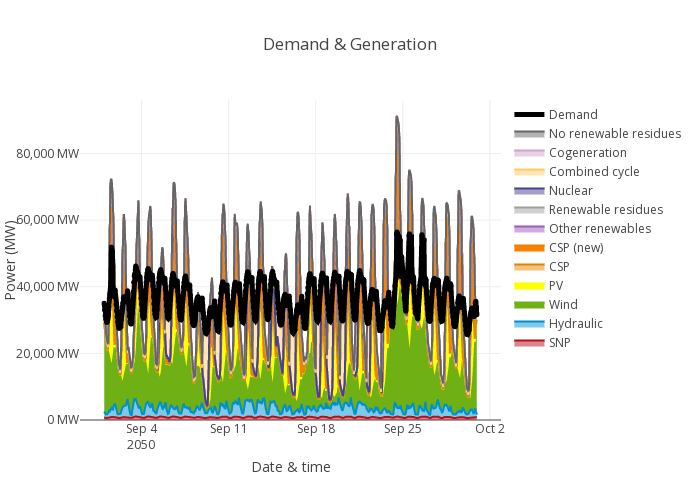 Demand & Generation
Power (MW)
80,000 MW
60,000 MW
40,000 MW
20,000 MW
0 MW
Sep 4
2050
Sep 11
Sep 18
Sep 25
Oct 2
Date & time
Demand
No renewable residues
Cogeneration
Combined cycle
Nuclear
Renewable residues
Other renewables
CSP (new)
CSP
PV
Wind
Hydraulic
SNP